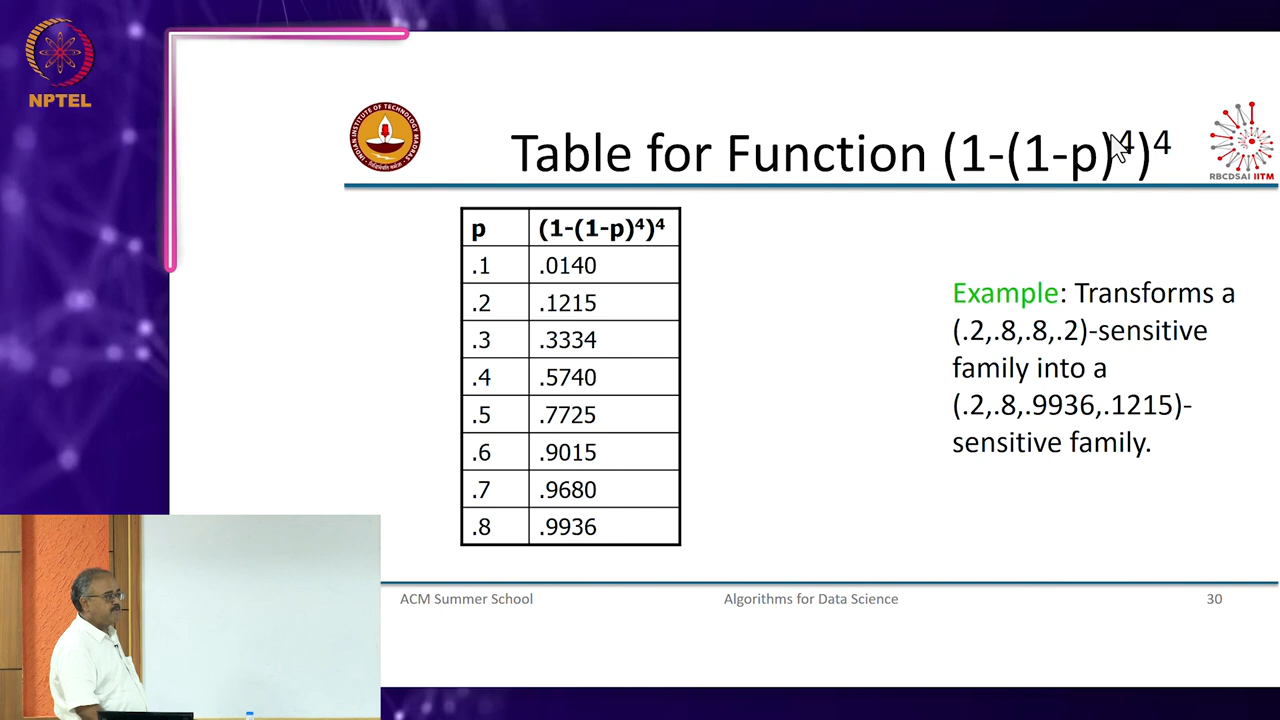 NPTEL
Table for Function (1-(1-p)⁴)⁴
RBCDSAI IITM
p (1-(1-p)⁴)⁴
.1 .0140
.2 .1215
.3 .3334
.4 .5740
.5 .7725
.6 .9015
.7 .9680
.8 .9936
Example: Transforms a
(.2,.8,.8,.2)-sensitive
family into a
(.2,.8,.9936,.1215)-
sensitive family.
ACM Summer School Algorithms for Data Science 30